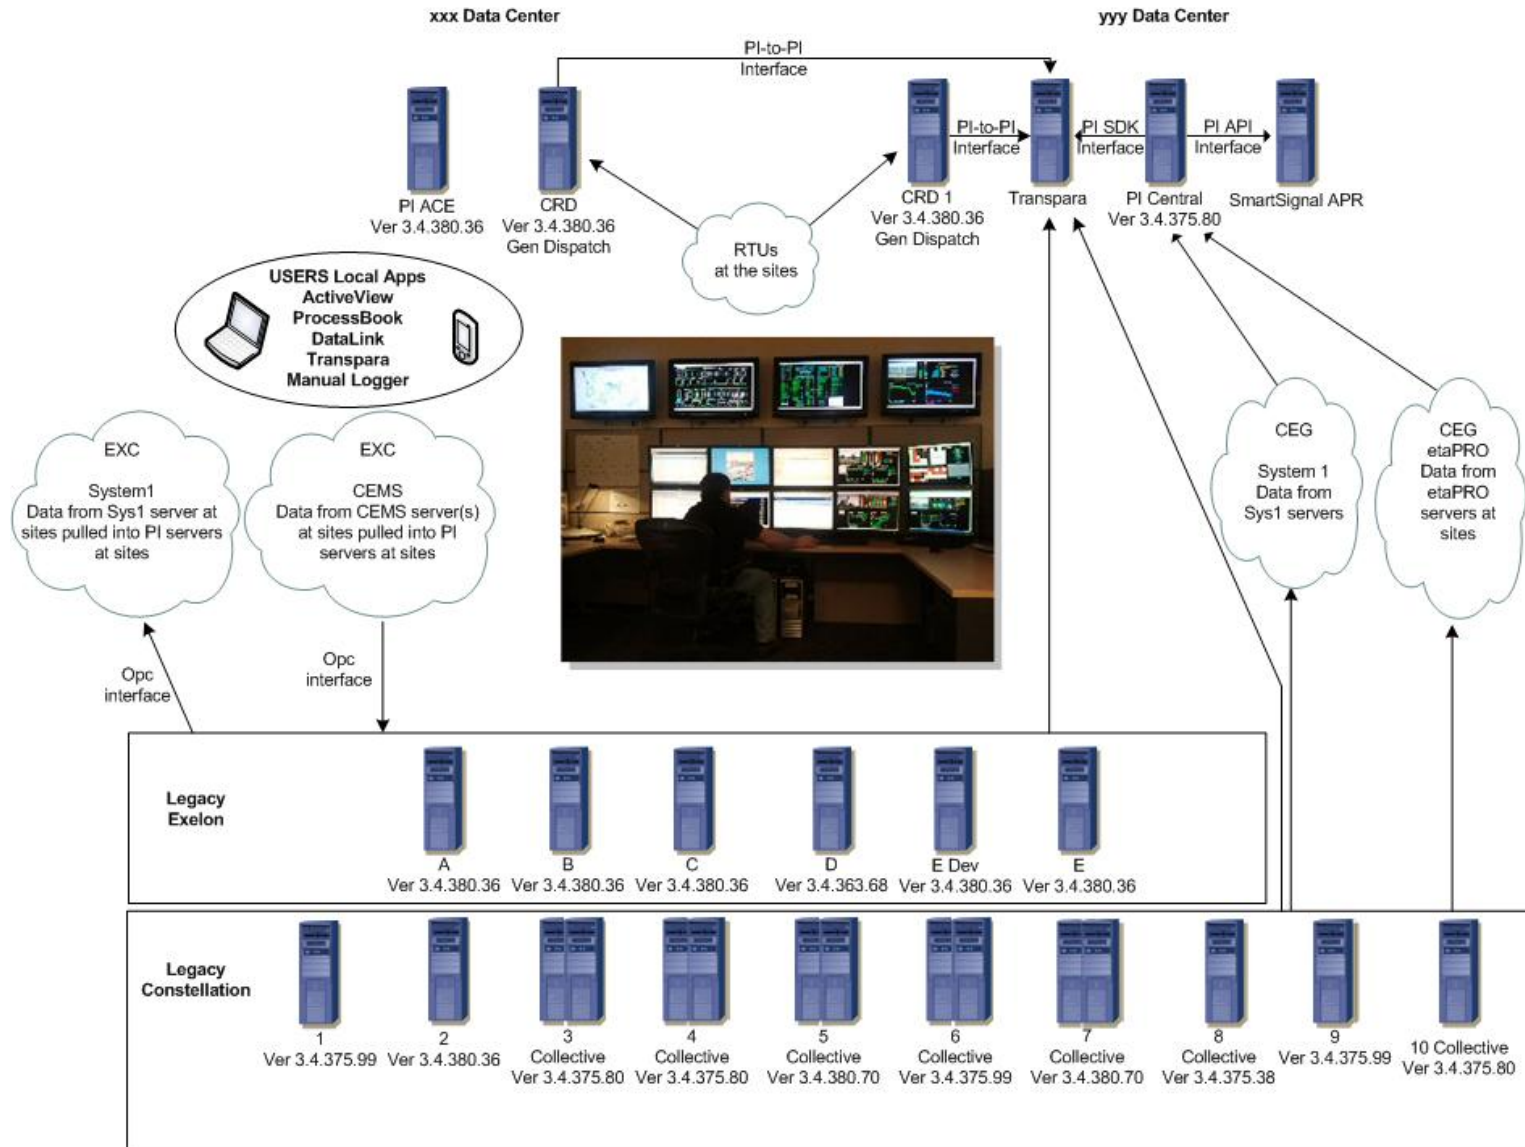 xxx Data Center
yyy Data Center
PI-to-PI
Interface
PI-to-PI
Interface
PI SDK
Interface
PI API
Interface
PI ACE
Ver 3.4.380.36
CRD
Ver 3.4.380.36
Gen Dispatch
RTUs
at the sites
CRD 1
Ver 3.4.380.36
Gen Dispatch
Transpara
PI Central
Ver 3.4.375.80
SmartSignal APR
USERS Local Apps
ActiveView
ProcessBook
DataLink
Transpara
Manual Logger
EXC
System1
Data from Sys1 server at
sites pulled into PI servers
at sites
EXC
CEMS
Data from CEMS server(s)
at sites pulled into PI
servers at sites
CEG
System 1
Data from
Sys1 servers
CEG
etaPRO
Data from
etaPRO
servers at
sites
Opc
interface
Opc
interface
Legacy
Exelon
A
Ver 3.4.380.36
B
Ver 3.4.380.36
C
Ver 3.4.380.36
D
Ver 3.4.363.68
E Dev
Ver 3.4.380.36
E
Ver 3.4.380.36
Legacy
Constellation
1
Ver 3.4.375.99
2
Ver 3.4.380.36
3
Collective
Ver 3.4.375.80
4
Collective
Ver 3.4.375.80
5
Collective
Ver 3.4.380.70
6
Collective
Ver 3.4.375.99
7
Collective
Ver 3.4.380.70
8
Collective
Ver 3.4.375.38
9
Ver 3.4.375.99
10 Collective
Ver 3.4.375.80